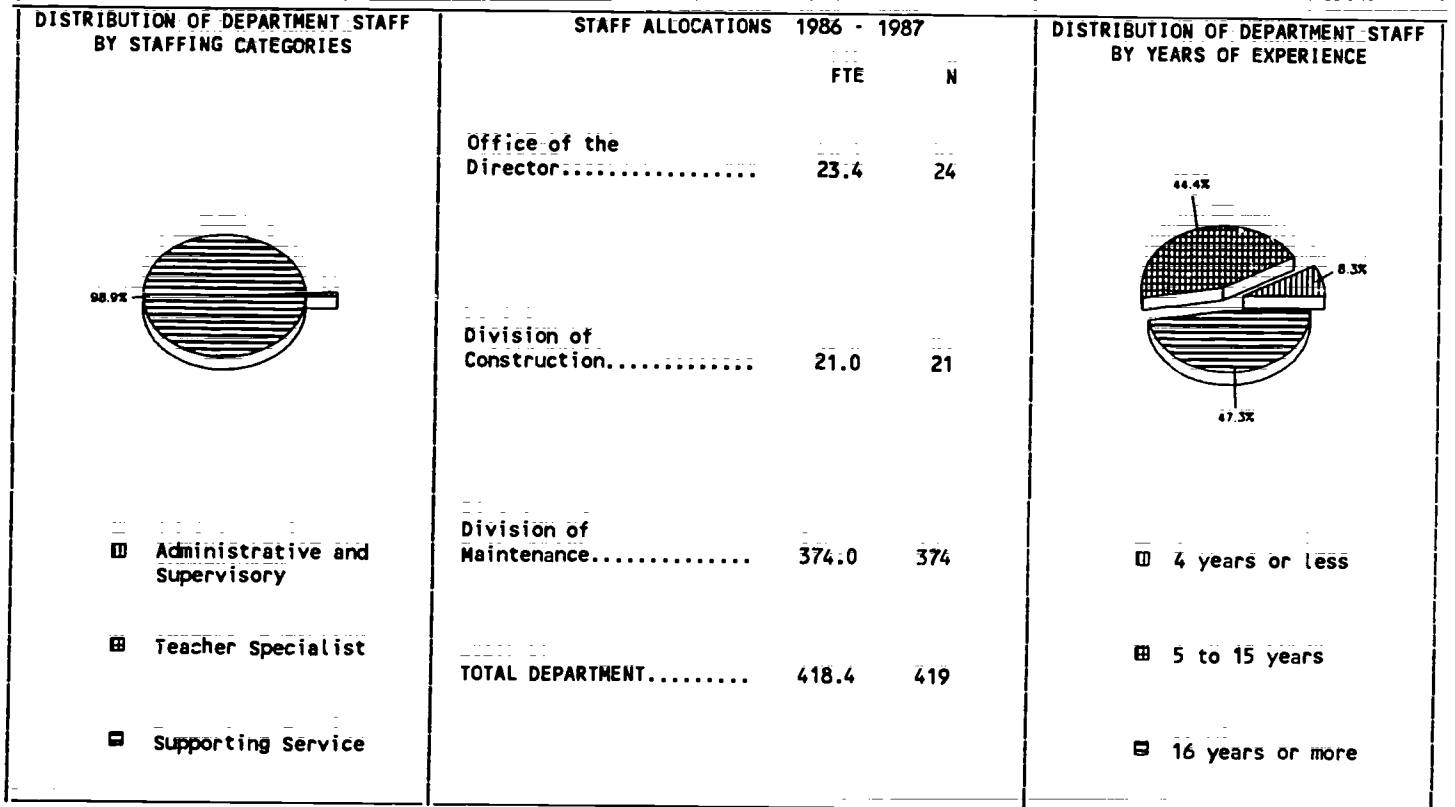 DISTRIBUTION OF DEPARTMENT STAFF
BY STAFFING CATEGORIES
98.9%
Administrative and
Supervisory
Teacher Specialist
Supporting Service
STAFF ALLOCATIONS 1986 - 1987
FTE N
Office of the
Director................. 23.4 24
Division of
Construction............. 21.0 21
Division of
Maintenance.............. 374.0 374
TOTAL DEPARTMENT......... 418.4 419
DISTRIBUTION OF DEPARTMENT STAFF
BY YEARS OF EXPERIENCE
44.4%
8.3%
47.3%
4 years or less
5 to 15 years
16 years or more